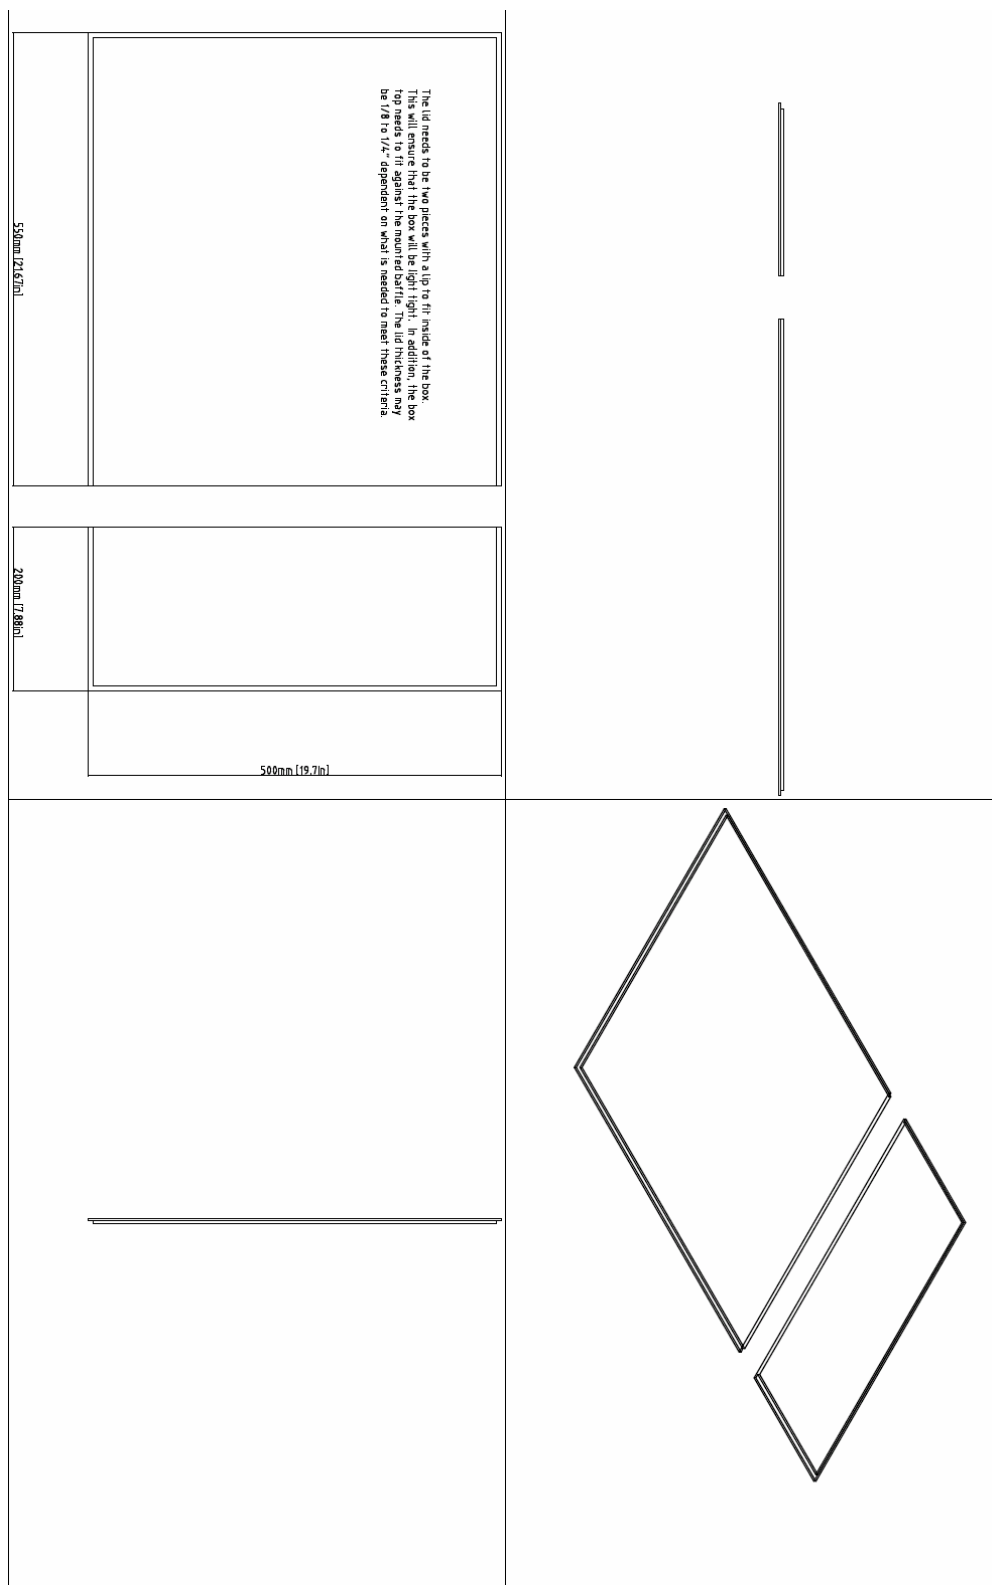 The lid needs to be two pieces with a lip to fit inside of the box.
This will ensure that the box will be light tight. In addition, the box
top needs to fit against the mounted baffle. The lid thickness may
be 1/8 to 1/4" dependent on what is needed to meet these criteria.
550mm [21.67in]
200mm [7.88in]
500mm [19.7in]